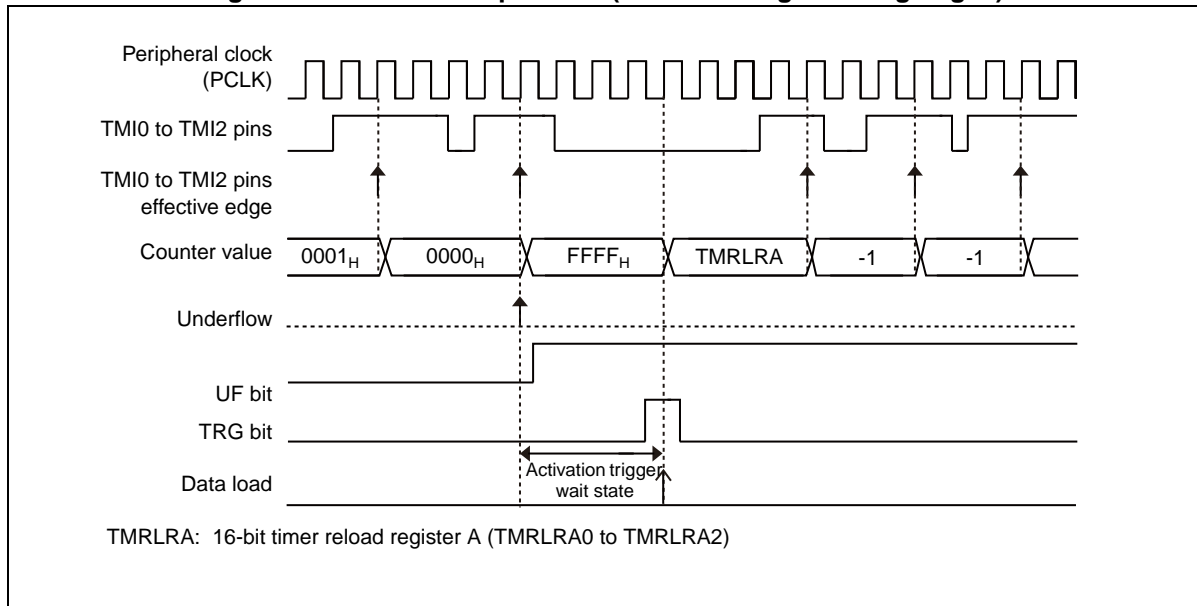 Peripheral clock
(PCLK)
TMI0 to TMI2 pins
TMI0 to TMI2 pins
effective edge
Counter value
0001H
0000H
FFFFH
TMRLRA
-1
-1
Underflow
UF bit
TRG bit
Activation trigger
wait state
Data load
TMRLRA: 16-bit timer reload register A (TMRLRA0 to TMRLRA2)